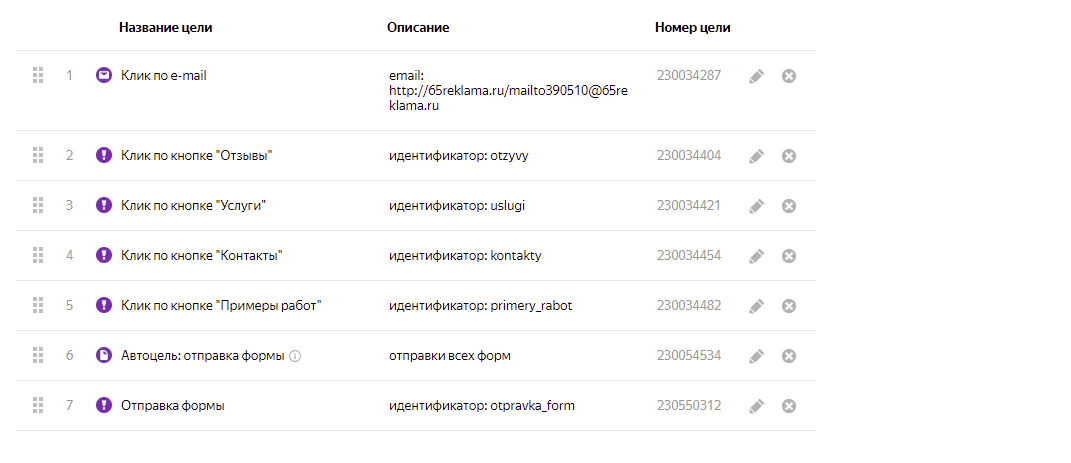 Название цели Описание Номер цели
1 Клик по e-mail email: 230034287
http://65reklama.ru/mailto390510@65re
klama.ru
2 Клик по кнопке "Отзывы" идентификатор: otzyvy 230034404
3 Клик по кнопке "Услуги" идентификатор: uslugi 230034421
4 Клик по кнопке "Контакты" идентификатор: kontakty 230034454
5 Клик по кнопке "Примеры работ" идентификатор: primery_rabot 230034482
6 Автоцель: отправка формы отправки всех форм 230054534
7 Отправка формы идентификатор: otpravka_form 230550312